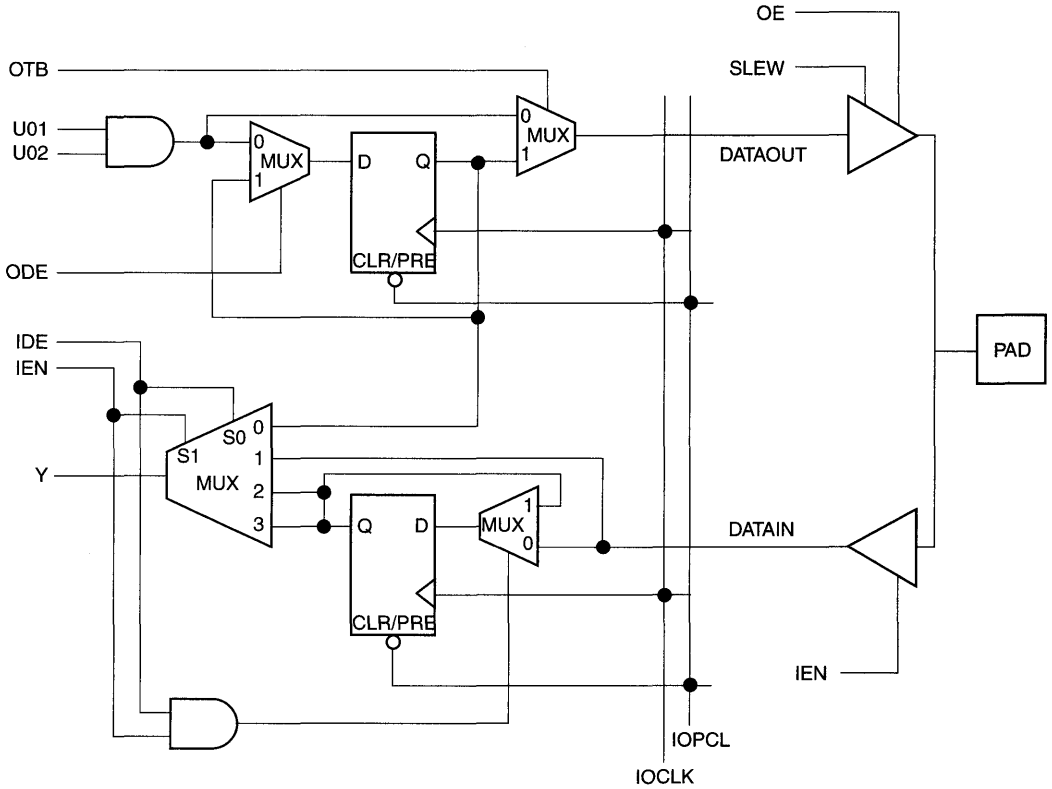 OE
OTB
SLEW
U01
U02
0
MUX
1
0
MUX
1
D
Q
DATAOUT
CLR/PRE
ODE
IDE
IEN
PAD
S0
S1
0
1
2
3
MUX
Y
Q
D
MUX
1
0
DATAIN
CLR/PRE
IEN
IOPCL
IOCLK